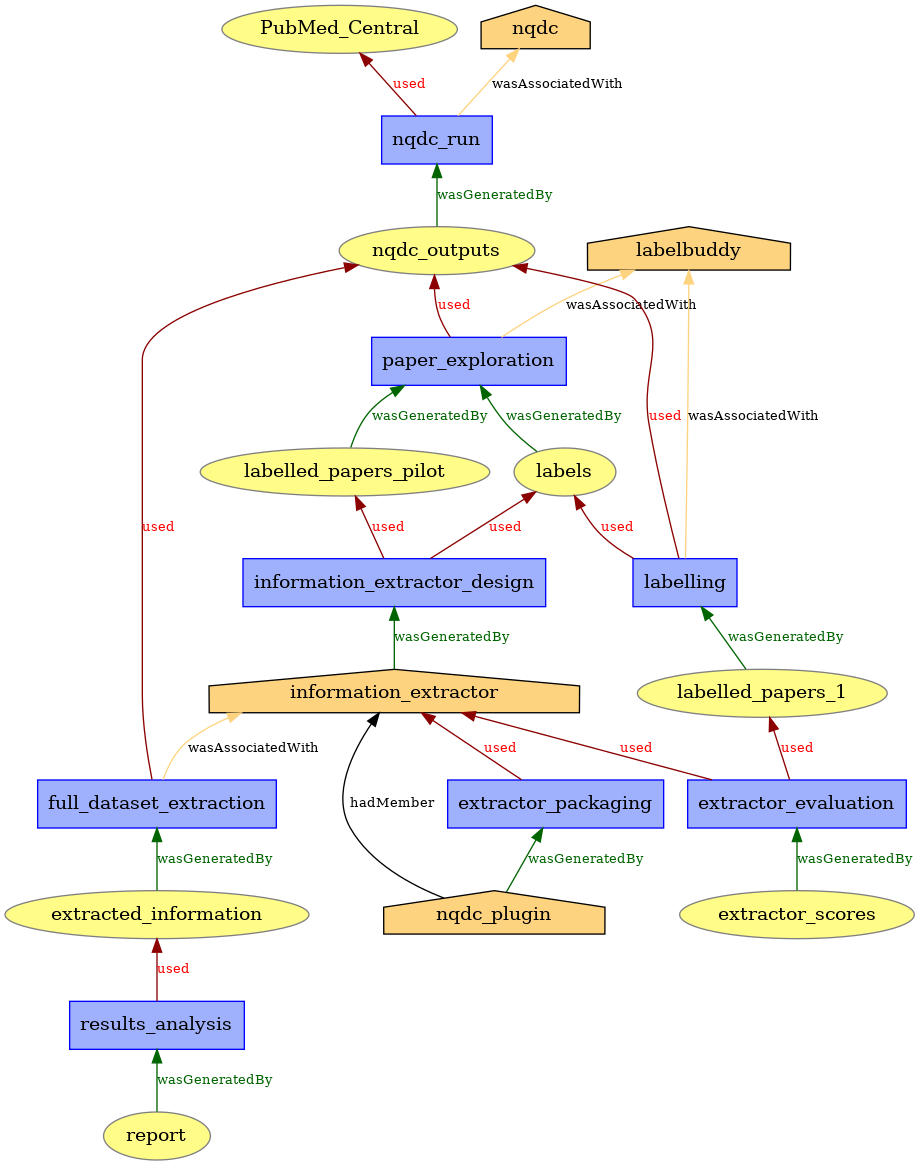 PubMed_Central
nqdc
used
wasAssociatedWith
nqdc_run
wasGeneratedBy
nqdc_outputs
labelbuddy
used
wasAssociatedWith
paper_exploration
wasGeneratedBy
wasGeneratedBy
used
wasAssociatedWith
labelled_papers_pilot
labels
used
used
used
used
information_extractor_design
labelling
wasGeneratedBy
wasGeneratedBy
information_extractor
labelled_papers_1
wasAssociatedWith
used
used
used
hadMember
full_dataset_extraction
extractor_packaging
extractor_evaluation
wasGeneratedBy
wasGeneratedBy
wasGeneratedBy
extracted_information
nqdc_plugin
extractor_scores
used
results_analysis
wasGeneratedBy
report